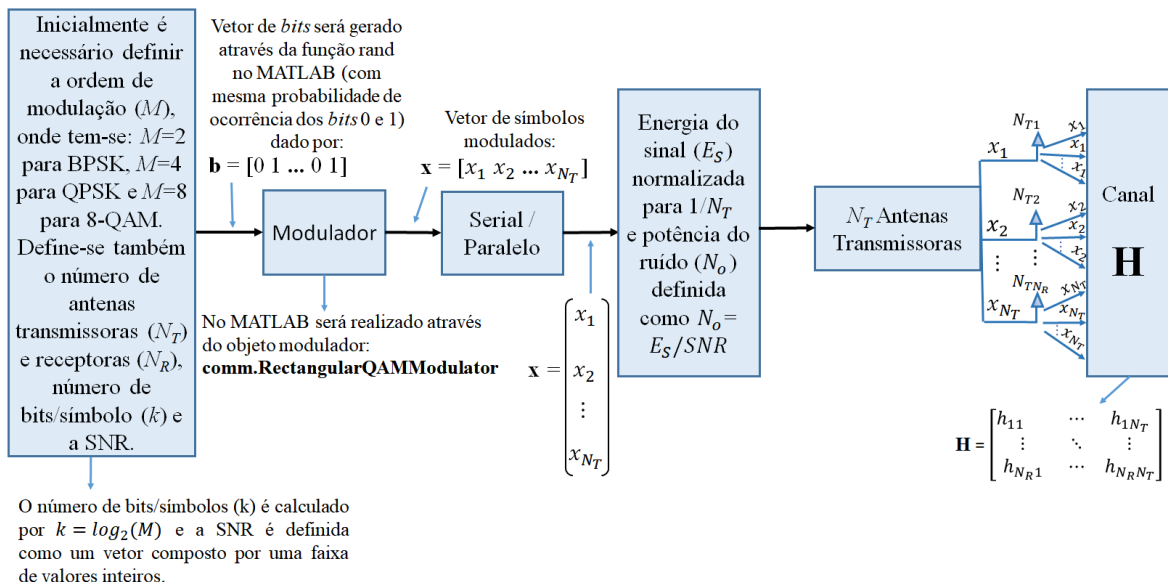 Inicialmente é
necessário definir
a ordem de
modulação (M),
onde tem-se: M=2
para BPSK, M=4
para QPSK e M=8
para 8-QAM.
Define-se também
o número de
antenas
transmissoras (N_T)
e receptoras (N_R),
número de
bits/símbolo (k) e
a SNR.
O número de bits/símbolos (k) é calculado
por k = log_2(M) e a SNR é definida
como um vetor composto por uma faixa
de valores inteiros.
Vetor de bits será gerado
através da função rand
no MATLAB (com
mesma probabilidade de
ocorrência dos bits 0 e 1)
dado por:
b = [0 1 ... 0 1]
Modulador
No MATLAB será realizado através
do objeto modulador:
comm.RectangularQAMModulator
Vetor de símbolos
modulados:
x = [x_1 x_2 ... x_{N_T}]
Serial /
Paralelo
x =
x_1
x_2
⋮
x_{N_T}
Energia do
sinal (E_S)
normalizada
para 1/N_T
e potência do
ruído (N_o)
definida
como N_o =
E_S/SNR
N_T Antenas
Transmissoras
x_1
N_{T1}
x_1
x_1
⋮
x_1
x_2
N_{T2}
x_2
x_2
⋮
x_2
⋮ ⋮
x_{N_T}
N_{TN_R}
x_{N_T}
x_{N_T}
⋮
x_{N_T}
Canal
H
H =
h_{11} ⋯ h_{1N_T}
⋮ ⋱ ⋮
h_{N_R1} ⋯ h_{N_RN_T}